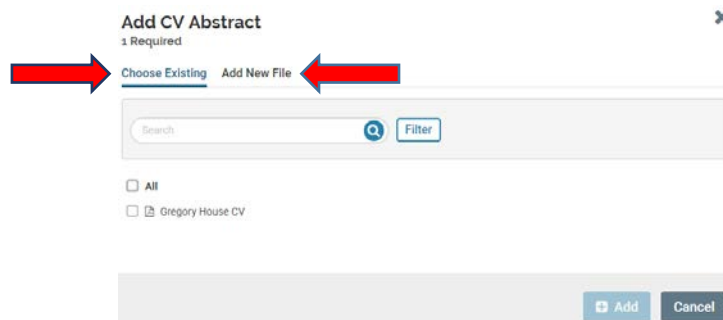 Add CV Abstract
1 Required
Choose Existing Add New File
Search Filter
All
Gregory House CV
Add Cancel